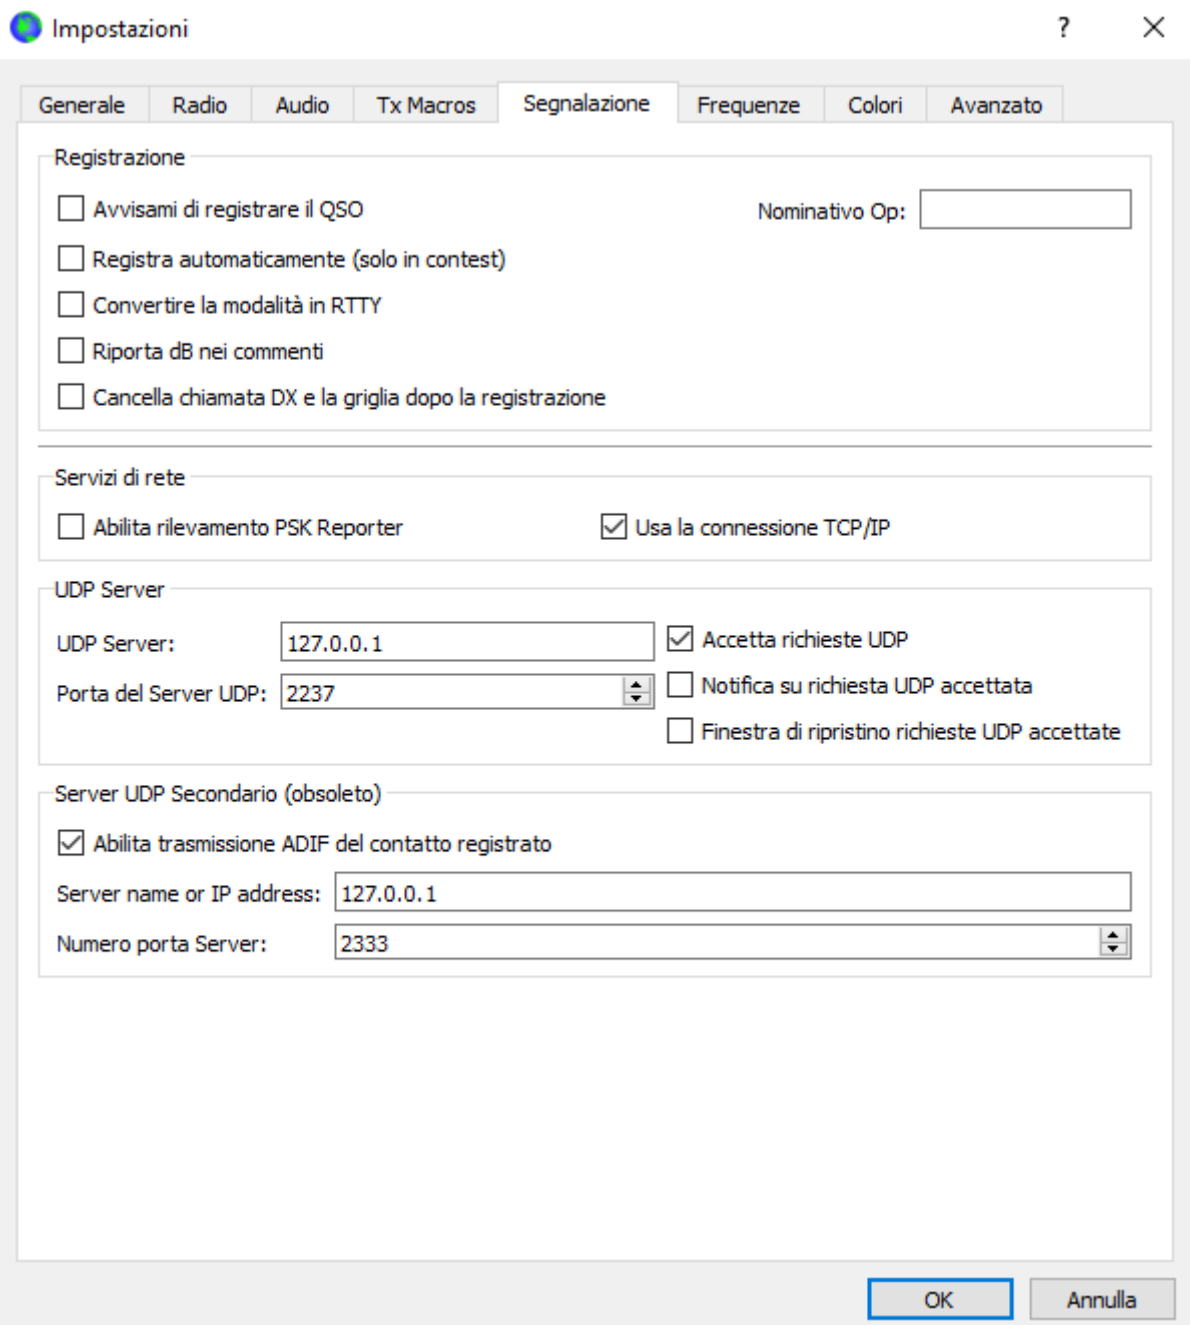 Impostazioni
?
Generale Radio Audio Tx Macros Segnalazione Frequenze Colori Avanzato
Registrazione
Avvisami di registrare il QSO Nominativo Op:
Registra automaticamente (solo in contest)
Convertire la modalità in RTTY
Riporta dB nei commenti
Cancella chiamata DX e la griglia dopo la registrazione
Servizi di rete
Abilita rilevamento PSK Reporter Usa la connessione TCP/IP
UDP Server
UDP Server: 127.0.0.1 Accetta richieste UDP
Porta del Server UDP: 2237 Notifica su richiesta UDP accettata
Finestra di ripristino richieste UDP accettate
Server UDP Secondario (obsoleto)
Abilita trasmissione ADIF del contatto registrato
Server name or IP address: 127.0.0.1
Numero porta Server: 2333
OK Annulla